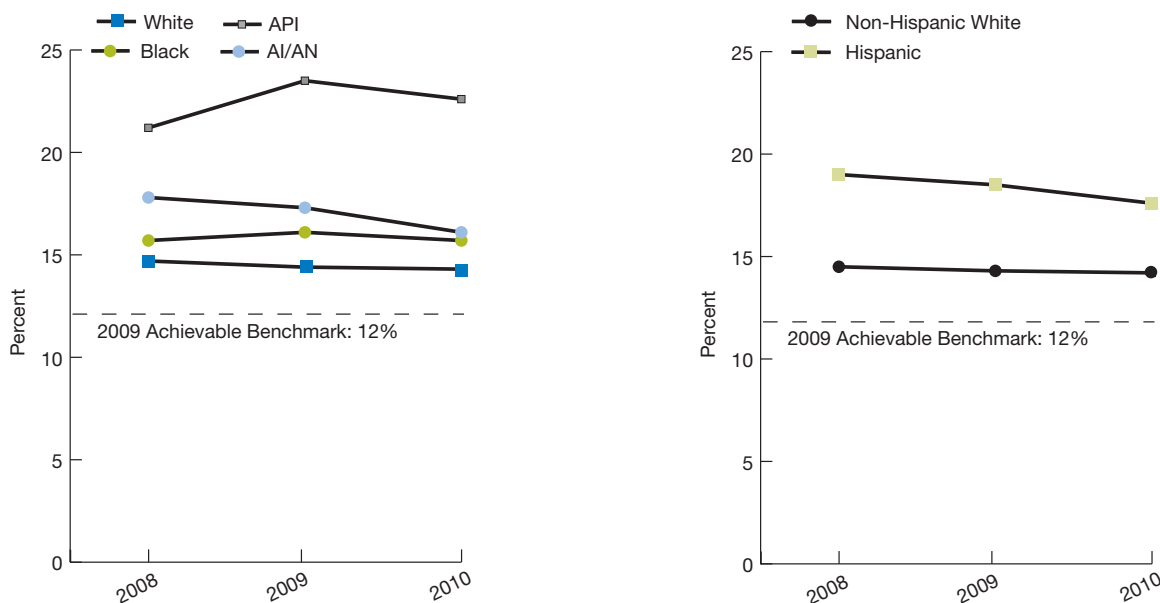 White
API
Black
AI/AN
25
20
15
10
5
0
Percent
2009 Achievable Benchmark: 12%
2008
2009
2010
Non-Hispanic White
Hispanic
25
20
15
10
5
0
Percent
2009 Achievable Benchmark: 12%
2008
2009
2010